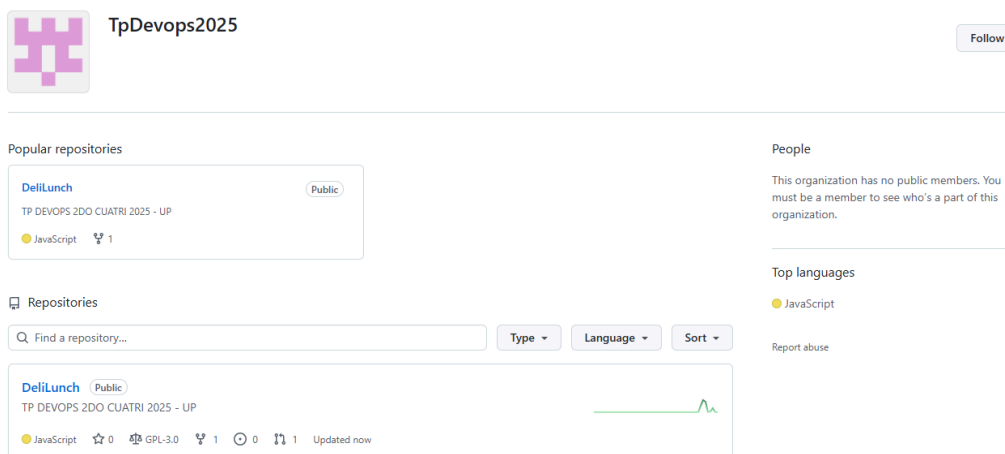 TpDevops2025
Follow
Popular repositories
DeliLunch Public
TP DEVOPS 2DO CUATRI 2025 - UP
JavaScript 1
Repositories
Find a repository...
Type Language Sort
DeliLunch Public
TP DEVOPS 2DO CUATRI 2025 - UP
JavaScript 0 GPL-3.0 1 0 1 Updated now
People
This organization has no public members. You
must be a member to see who's a part of this
organization.
Top languages
JavaScript
Report abuse